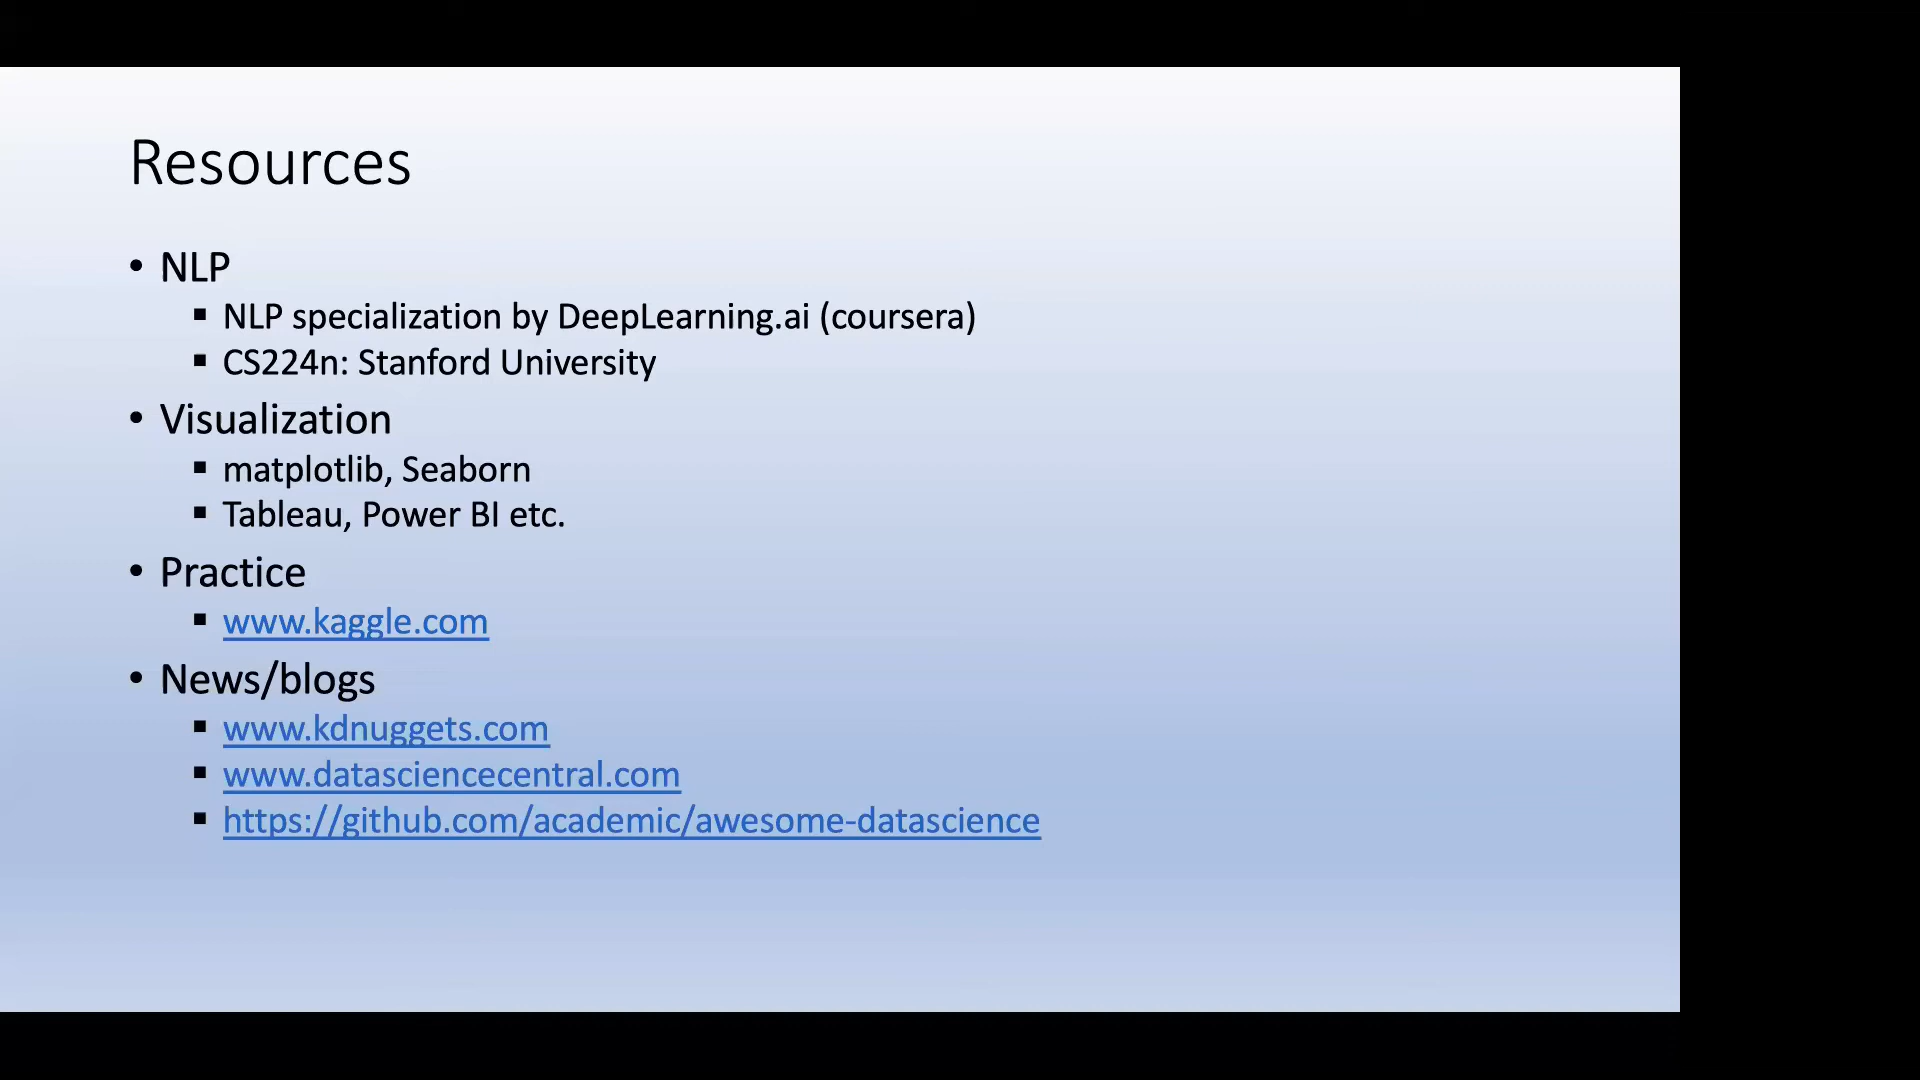 Resources
• NLP
▪ NLP specialization by DeepLearning.ai (coursera)
▪ CS224n: Stanford University
• Visualization
▪ matplotlib, Seaborn
▪ Tableau, Power BI etc.
• Practice
▪ www.kaggle.com
• News/blogs
▪ www.kdnuggets.com
▪ www.datasciencecentral.com
▪ https://github.com/academic/awesome-datascience